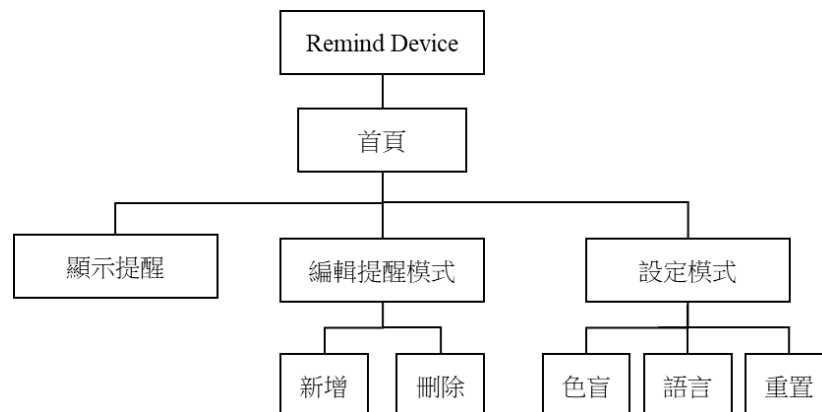 Remind Device
首頁
顯示提醒
編輯提醒模式
設定模式
新增
刪除
色盲
語言
重置